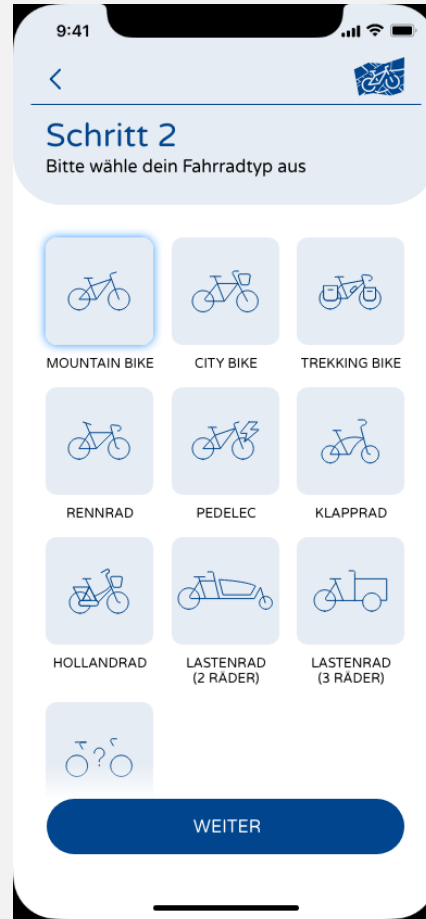 9:41
Schritt 2
Bitte wähle dein Fahrradtyp aus
MOUNTAIN BIKE
CITY BIKE
TREKKING BIKE
RENNRAD
PEDELEC
KLAPPRAD
HOLLANDRAD
LASTENRAD
(2 RÄDER)
LASTENRAD
(3 RÄDER)
?
WEITER